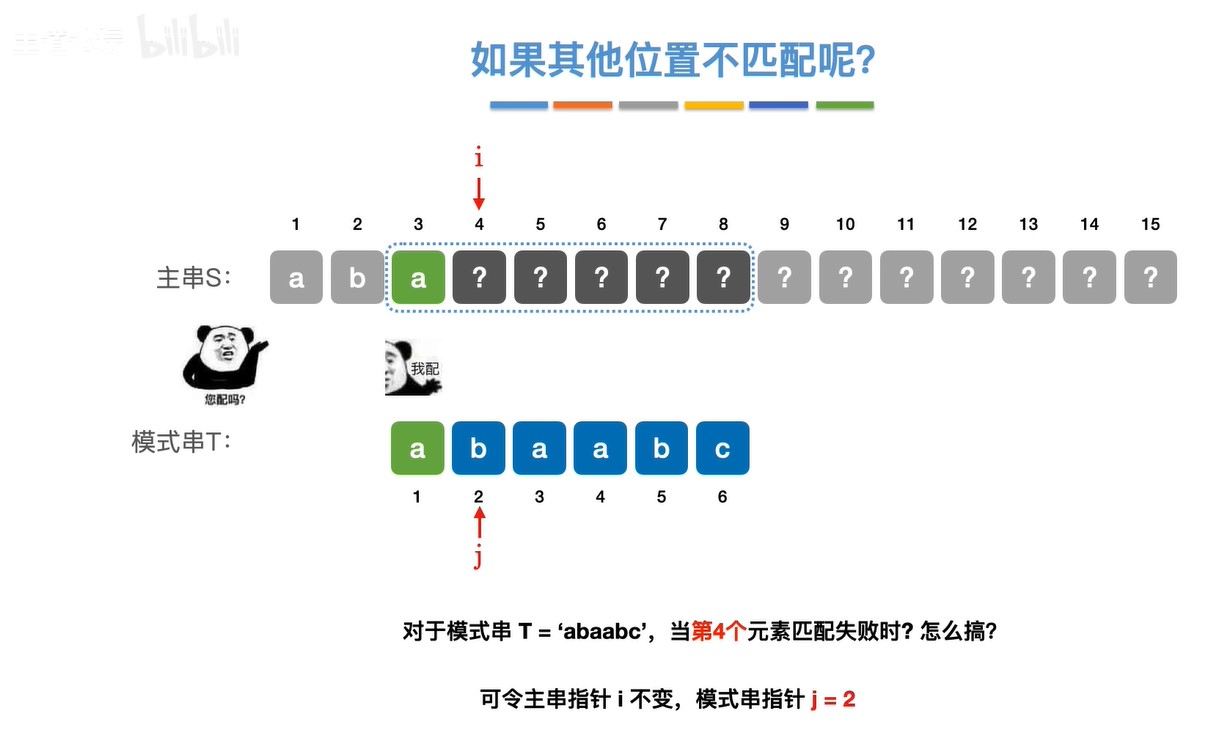 bilibili
如果其他位置不匹配呢?
i
1 2 3 4 5 6 7 8 9 10 11 12 13 14 15
主串S: a b a ? ? ? ? ? ? ? ? ? ? ? ?
您配吗?
我配
模式串T: a b a a b c
1 2 3 4 5 6
j
对于模式串 T = ‘abaabc’，当第4个元素匹配失败时? 怎么搞?
可令主串指针 i 不变，模式串指针 j = 2